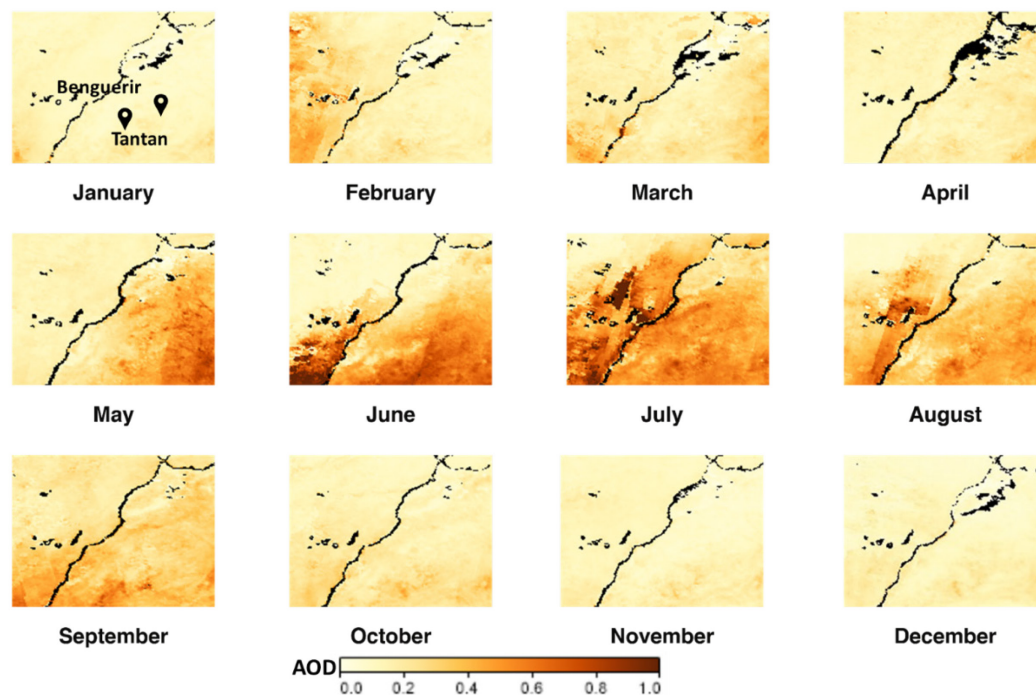 Benguerir
Tantan
January
February
March
April
May
June
July
August
September
October
November
December
AOD
0.0 0.2 0.4 0.6 0.8 1.0